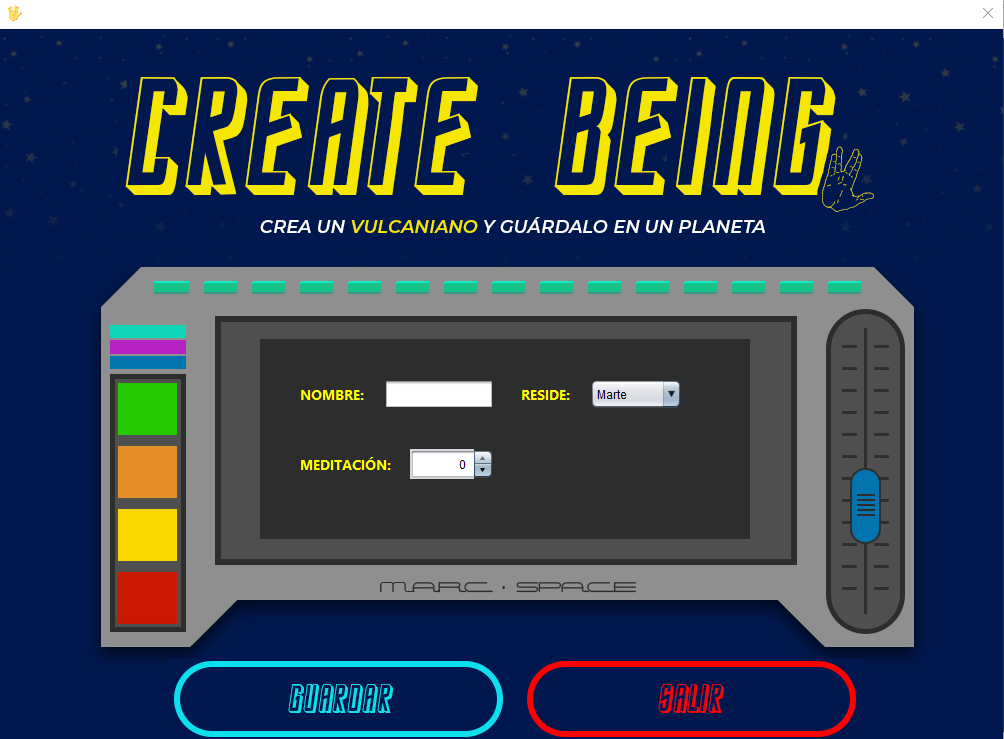 CREATE BEING
CREA UN VULCANIANO Y GUÁRDALO EN UN PLANETA
NOMBRE: RESIDE: Marte
MEDITACIÓN: 0
MARC · SPACE
GUARDAR SALIR